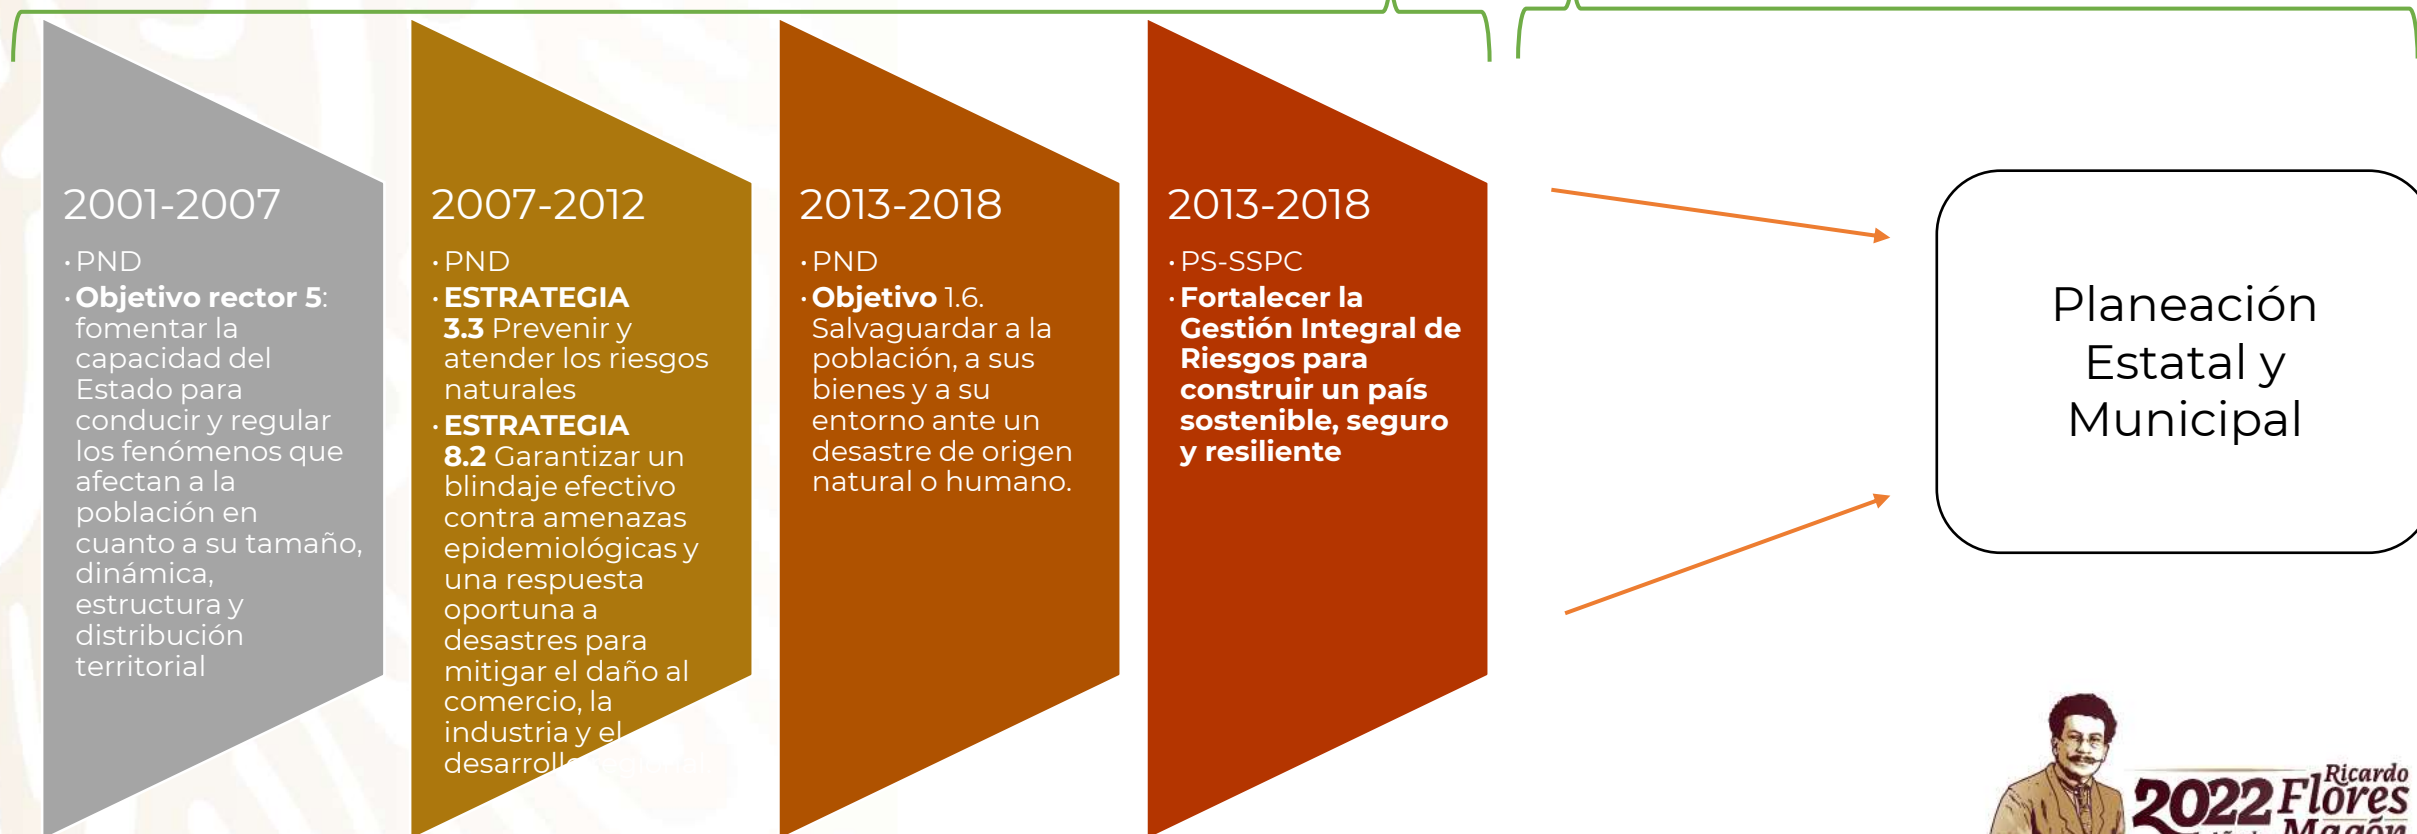 2001-2007
·PND
·Objetivo rector 5:
fomentar la
capacidad del
Estado para
conducir y regular
los fenómenos que
afectan a la
población en
cuanto a su tamaño,
dinámica,
estructura y
distribución
territorial
2007-2012
·PND
·ESTRATEGIA
3.3 Prevenir y
atender los riesgos
naturales
·ESTRATEGIA
8.2 Garantizar un
blindaje efectivo
contra amenazas
epidemiológicas y
una respuesta
oportuna a
desastres para
mitigar el daño al
comercio, la
industria y el
desarrollo
2013-2018
·PND
·Objetivo 1.6.
Salvaguardar a la
población, a sus
bienes y a su
entorno ante un
desastre de origen
natural o humano.
2013-2018
·PS-SSPC
·Fortalecer la
Gestión Integral de
Riesgos para
construir un país
sostenible, seguro
y resiliente
Planeación
Estatal y
Municipal
2022 Ricardo
Flores
Magón